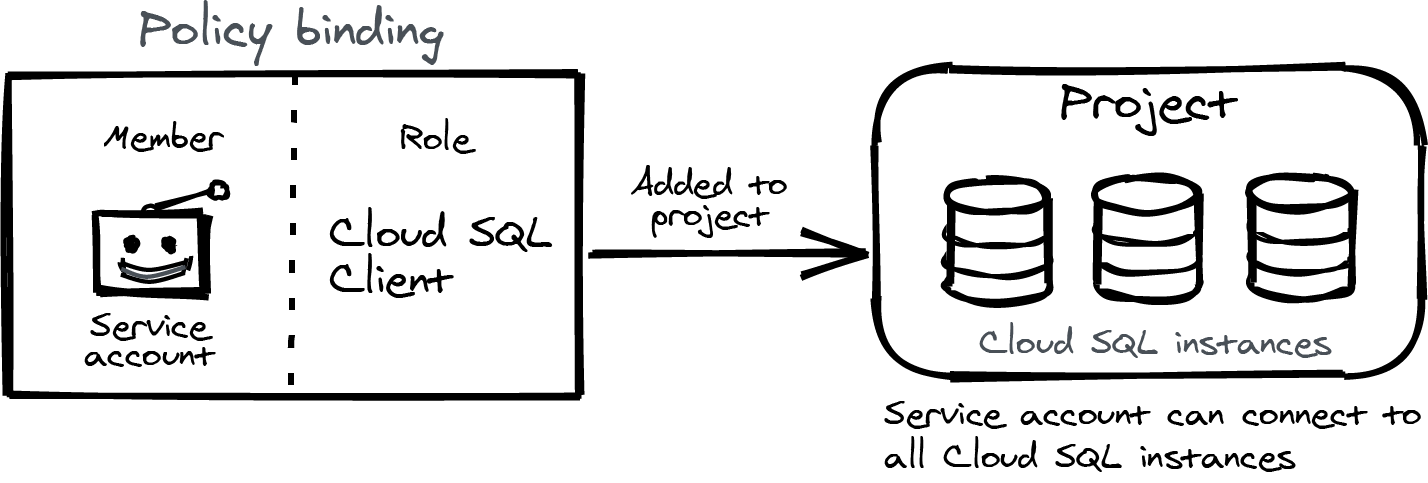 Policy binding
Member
Role
Cloud SQL
Client
Service
account
Added to
project
Project
Cloud SQL instances
Service account can connect to
all Cloud SQL instances